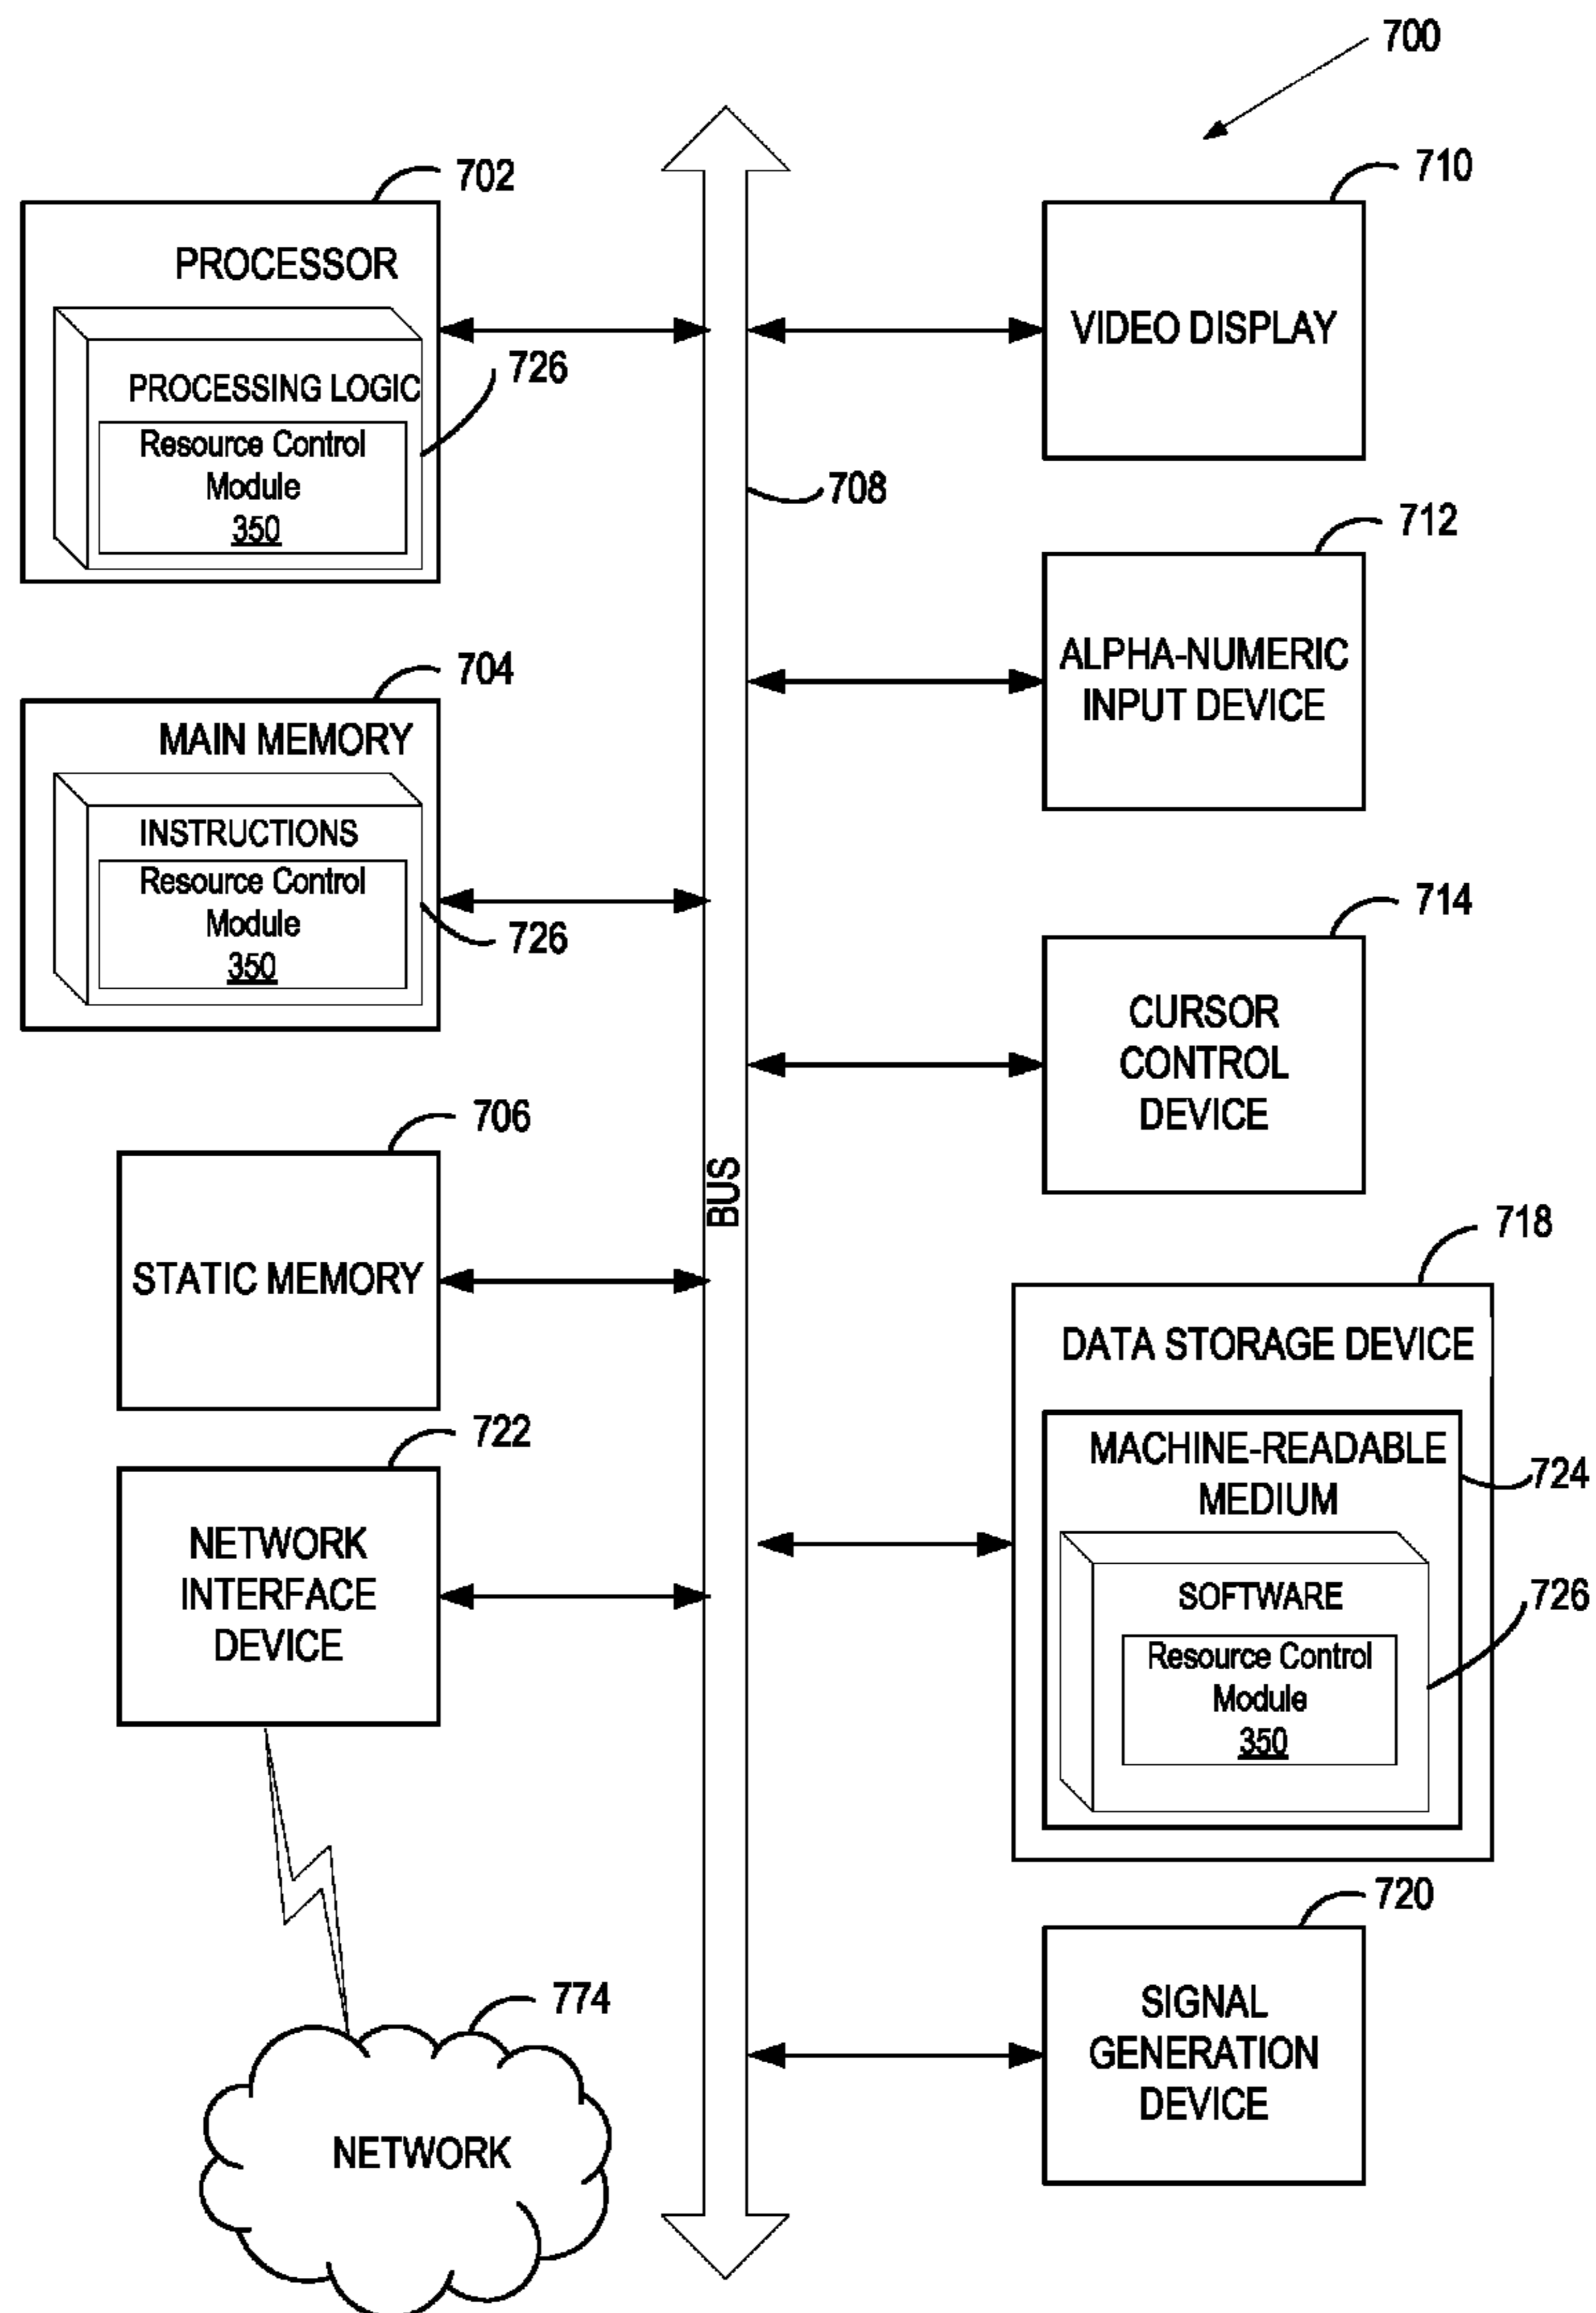 700
702
PROCESSOR
PROCESSING LOGIC
Resource Control
Module
350
726
704
MAIN MEMORY
INSTRUCTIONS
Resource Control
Module
350
726
706
STATIC MEMORY
722
NETWORK
INTERFACE
DEVICE
774
NETWORK
BUS
708
710
VIDEO DISPLAY
712
ALPHA-NUMERIC
INPUT DEVICE
714
CURSOR
CONTROL
DEVICE
718
DATA STORAGE DEVICE
MACHINE-READABLE
MEDIUM
724
SOFTWARE
Resource Control
Module
350
726
720
SIGNAL
GENERATION
DEVICE